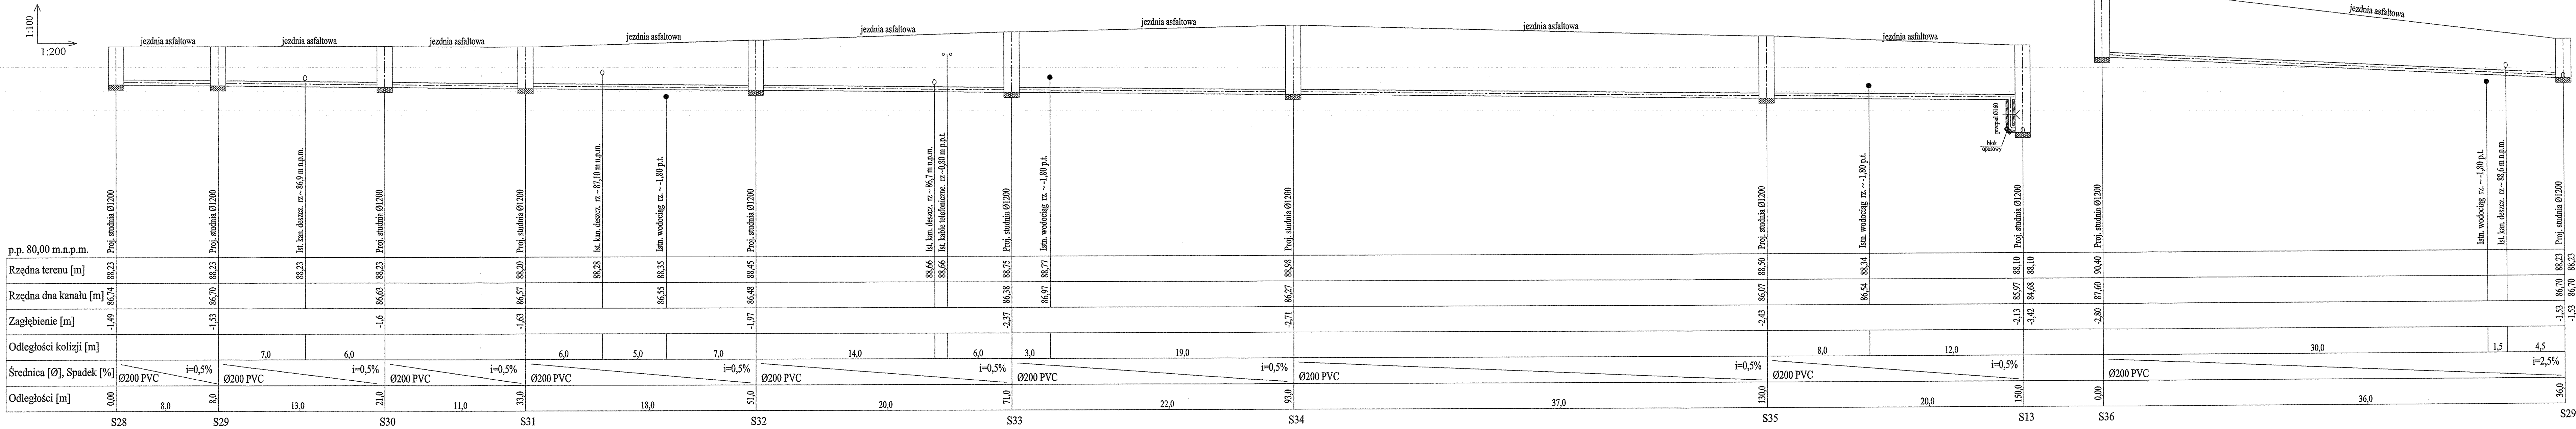 1:100
1:200
jezdnia asfaltowa
jezdnia asfaltowa
jezdnia asfaltowa
jezdnia asfaltowa
jezdnia asfaltowa
jezdnia asfaltowa
jezdnia asfaltowa
jezdnia asfaltowa
jezdnia asfaltowa
przepad Ø160
blok
oporowy
Proj. studnia Ø1200
Proj. studnia Ø1200
Ist. kan. deszcz. rz ~ 86,9 m n.p.m.
Proj. studnia Ø1200
Proj. studnia Ø1200
Ist. kan. deszcz. rz ~ 87,10 m n.p.m.
Istn. wodociąg rz. ~ -1,80 p.t.
Proj. studnia Ø1200
Ist. kan. deszcz. rz ~ 86,7 m n.p.m.
Ist. kable telefoniczne. rz ~0,80 m p.p.t.
Proj. studnia Ø1200
Istn. wodociąg rz. ~ -1,80 p.t.
Proj. studnia Ø1200
Proj. studnia Ø1200
Istn. wodociąg rz. ~ -1,80 p.t.
Proj. studnia Ø1200
Proj. studnia Ø1200
Istn. wodociąg rz. ~ -1,80 p.t.
Ist. kan. deszcz. rz ~ 88,6 m n.p.m.
Proj. studnia Ø1200
p.p. 80,00 m.n.p.m.
Rzędna terenu [m] 88,23 88,23 88,23 88,23 88,20 88,28 88,35 88,45 88,66 88,66 88,75 88,77 88,98 88,50 88,34 88,10 88,10 90,40 88,23 88,23
Rzędna dna kanału [m] 86,74 86,70 86,63 86,57 86,55 86,48 86,38 86,97 86,27 86,07 86,54 85,97 84,68 87,60 86,70 86,70
Zagłębienie [m] -1,49 -1,53 -1,6 -1,63 -1,97 -2,37 -2,71 -2,43 -2,13 -3,42 -2,80 -1,53 -1,53
Odległości kolizji [m] 7,0 6,0 6,0 5,0 7,0 14,0 6,0 3,0 19,0 8,0 12,0 30,0 1,5 4,5
Średnica [Ø], Spadek [%] Ø200 PVC i=0,5% Ø200 PVC i=0,5% Ø200 PVC i=0,5% Ø200 PVC i=0,5% Ø200 PVC i=0,5% Ø200 PVC i=0,5% Ø200 PVC i=0,5% Ø200 PVC i=0,5% Ø200 PVC i=2,5%
Odległości [m] 0,00 8,0 8,0 13,0 21,0 11,0 33,0 18,0 51,0 20,0 71,0 22,0 93,0 37,0 130,0 20,0 150,0 0,00 36,0 36,0
S28 S29 S30 S31 S32 S33 S34 S35 S13 S36 S29